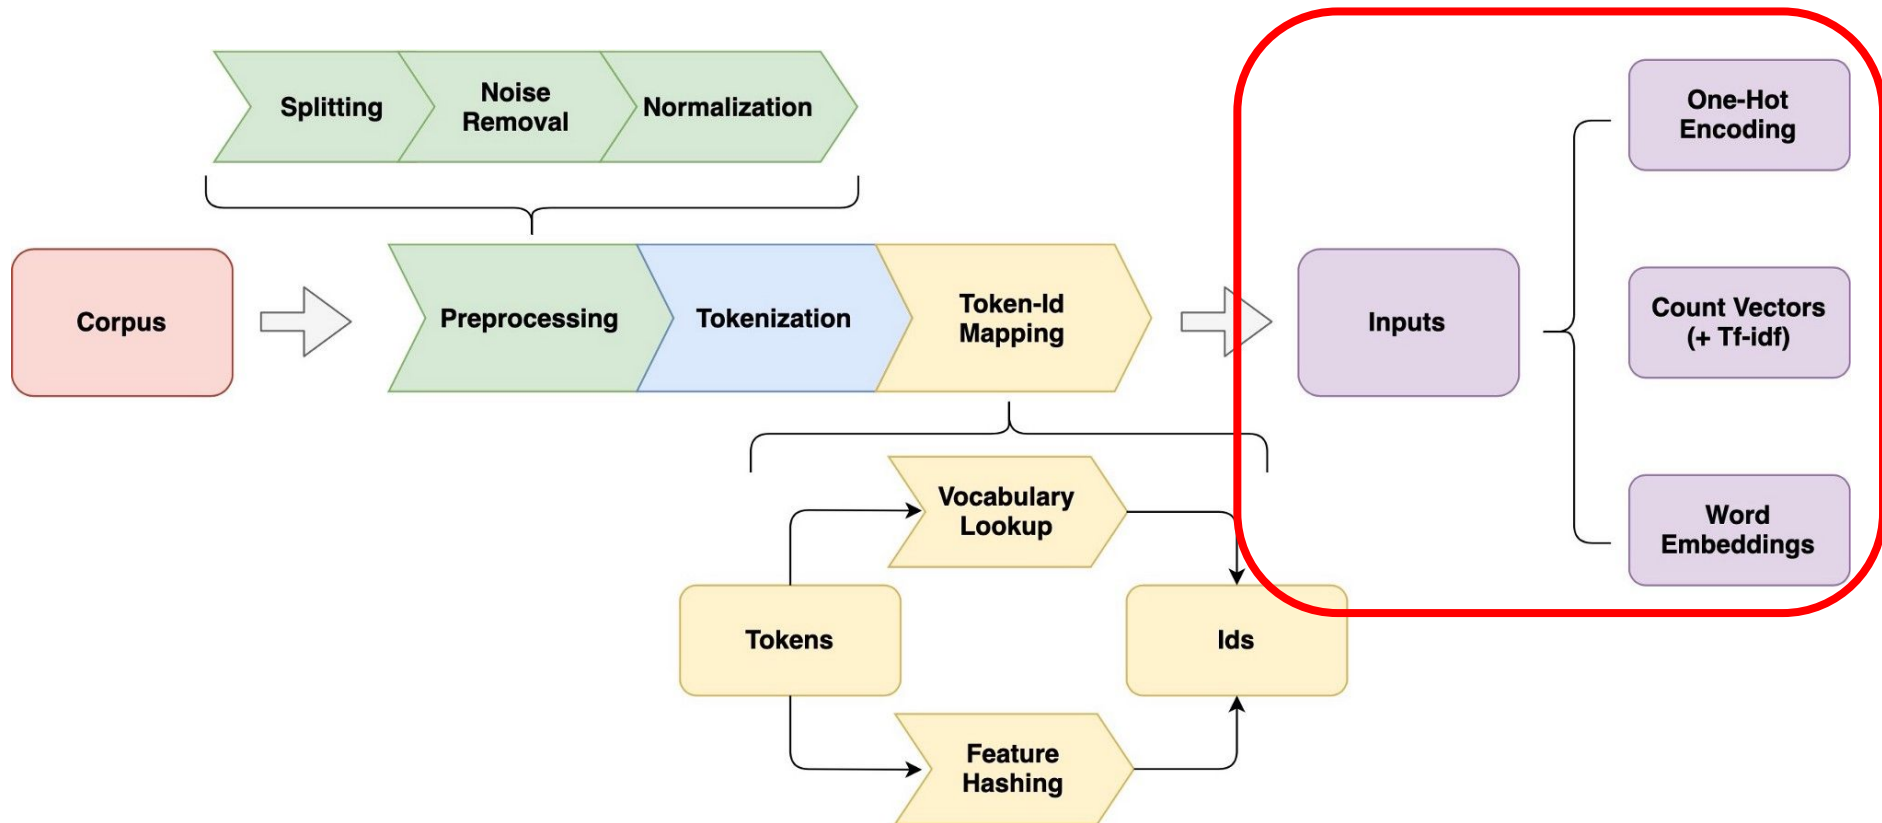 Splitting
Noise
Removal
Normalization
One-Hot
Encoding
Corpus
Preprocessing
Tokenization
Token-Id
Mapping
Inputs
Count Vectors
(+ Tf-idf)
Vocabulary
Lookup
Word
Embeddings
Tokens
Ids
Feature
Hashing